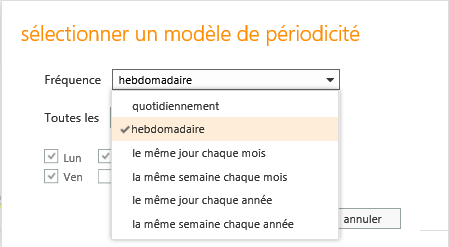 sélectionner un modèle de périodicité
Fréquence hebdomadaire
quotidiennement
Toutes les
hebdomadaire
Lun le même jour chaque mois
Ven la même semaine chaque mois
le même jour chaque année
la même semaine chaque année annuler